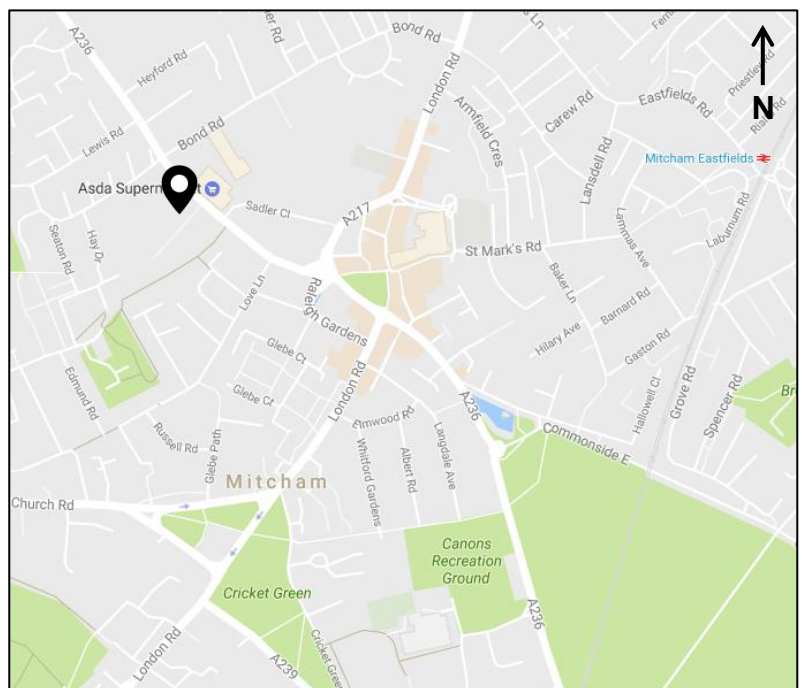 A236
Bond Rd
London Rd
Heyford Rd
Lewis Rd
Bond Rd
Armfield Cres
Carew Rd
Eastfields Rd
Priestley Rd
N
Mitcham Eastfields
Lansdell Rd
Asda
Sadler Ct
A217
St Mark's Rd
Lammas Ave
Laburnum Rd
Seaton Rd
Hay Dr
Love Ln
Raleigh Gardens
Baker Ln
Barnard Rd
Hilary Ave
Gaston Rd
Glebe Ct
Glebe Ct
London Rd
A236
Edmund Rd
Russell Rd
Glebe Path
Elmwood Rd
Whitford Gardens
Albert Rd
Langdale Ave
Commonside E
Hallowell Cl
Grove Rd
Spencer Rd
Mitcham
Church Rd
Canons
Recreation
Ground
Cricket Green
Cricket Green
A236
London Rd
A239